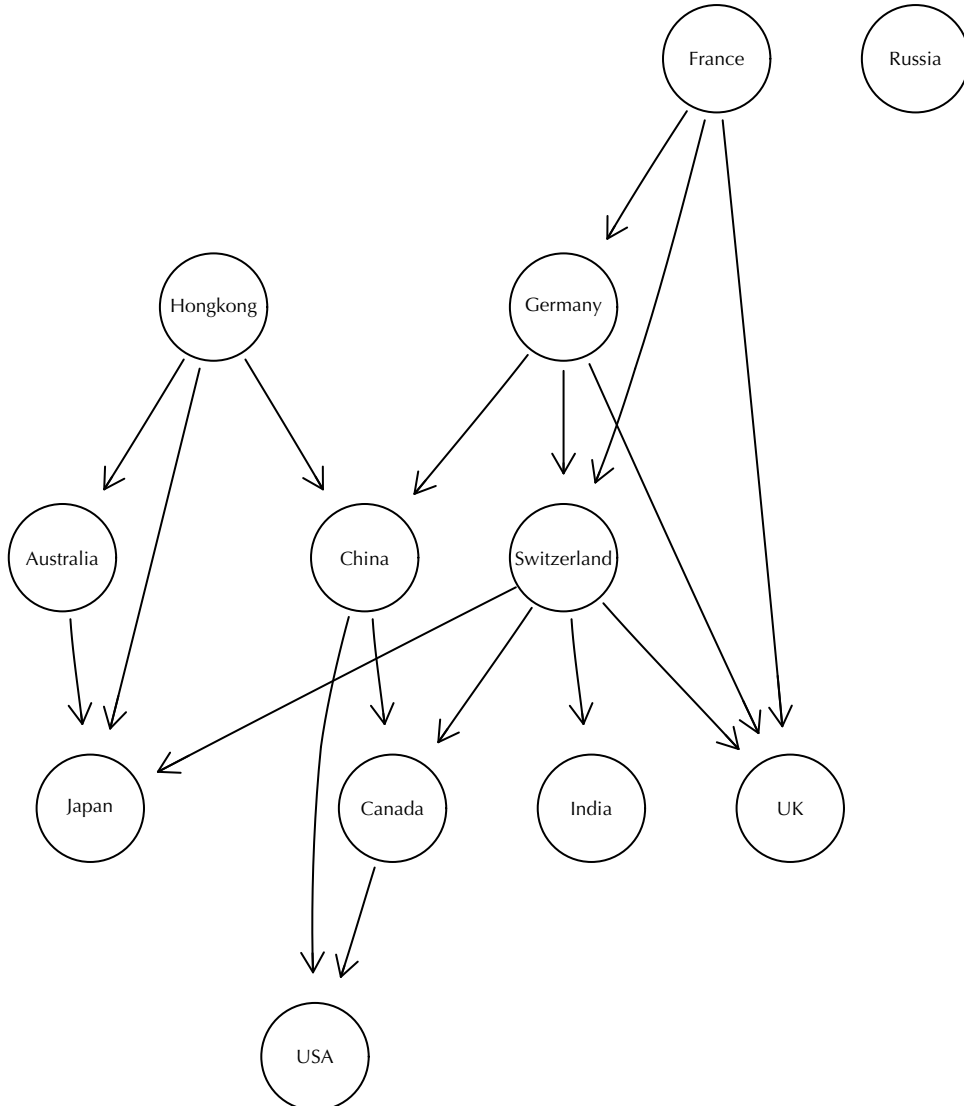 France
Russia
Hongkong
Germany
Australia
China
Switzerland
Japan
Canada
India
UK
USA